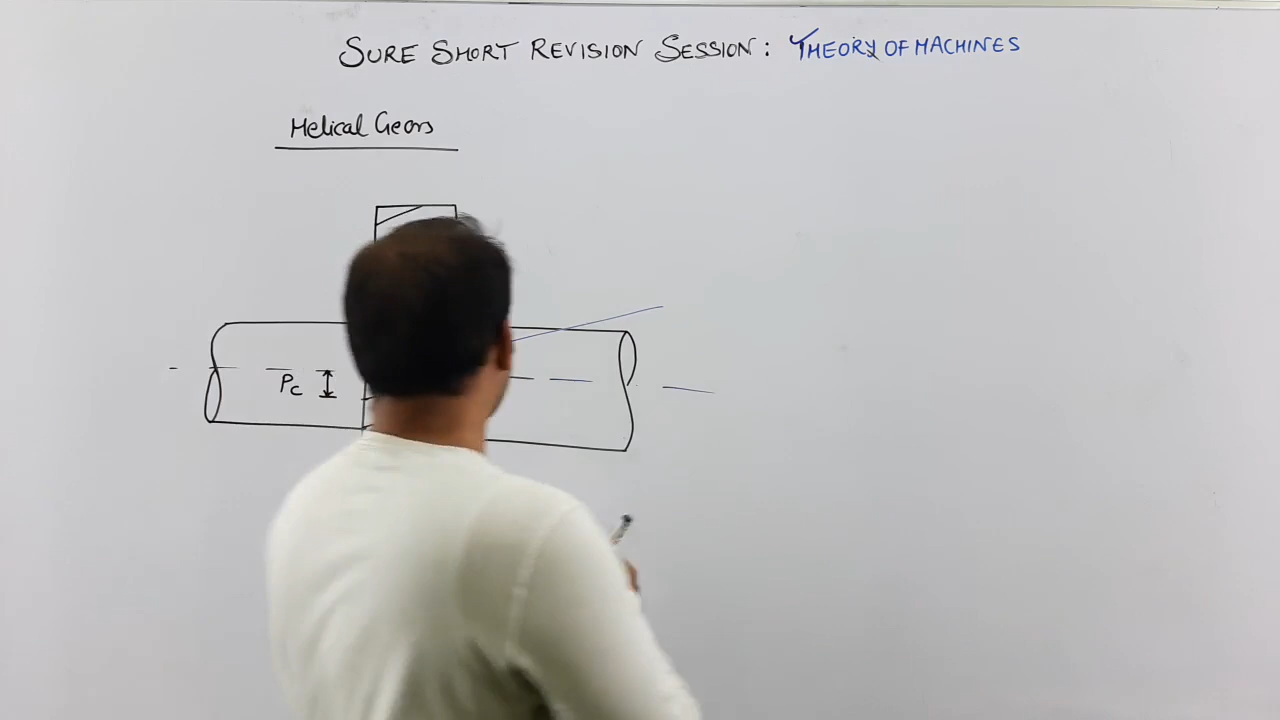 SURE SHORT REVISION SESSION: THEORY OF MACHINES
Helical Gears
Pc